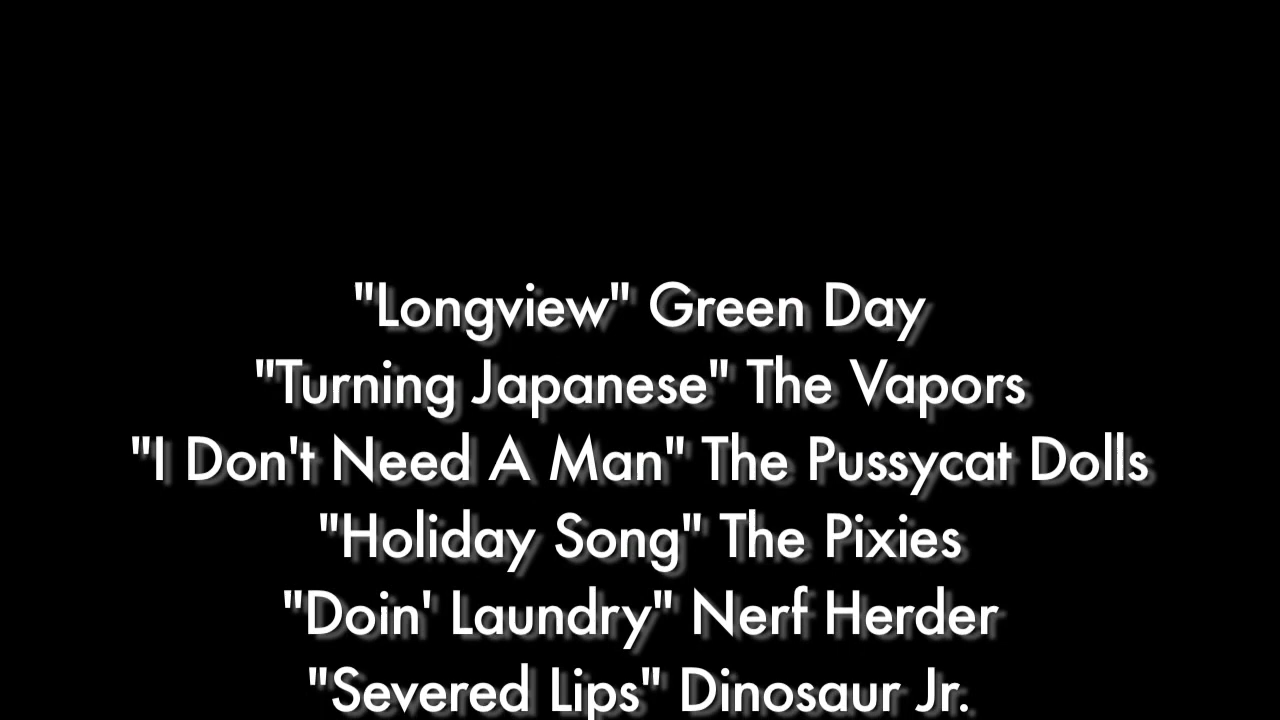 "Longview" Green Day
"Turning Japanese" The Vapors
"I Don't Need A Man" The Pussycat Dolls
"Holiday Song" The Pixies
"Doin' Laundry" Nerf Herder
"Severed Lips" Dinosaur Jr.